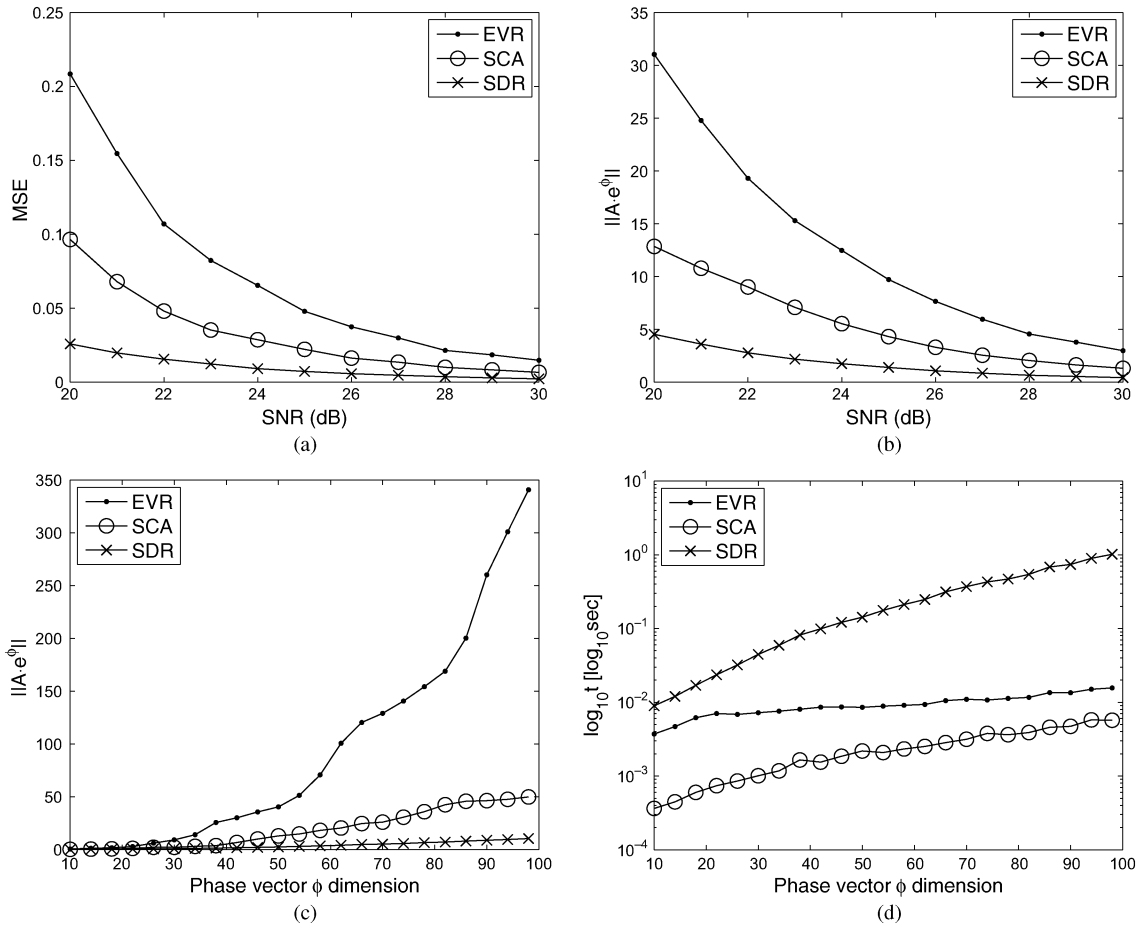 0.25
0.2
0.15
0.1
0.05
0
20 22 24 26 28 30
MSE
SNR (dB)
EVR
SCA
SDR
(a)
35
30
25
20
15
10
5
0
20 22 24 26 28 30
||A·e^ϕ||
SNR (dB)
EVR
SCA
SDR
(b)
350
300
250
200
150
100
50
0
10 20 30 40 50 60 70 80 90 100
||A·e^ϕ||
Phase vector ϕ dimension
EVR
SCA
SDR
(c)
10^1
10^0
10^−1
10^−2
10^−3
10^−4
10 20 30 40 50 60 70 80 90 100
log_10 t [log_10 sec]
Phase vector ϕ dimension
EVR
SCA
SDR
(d)